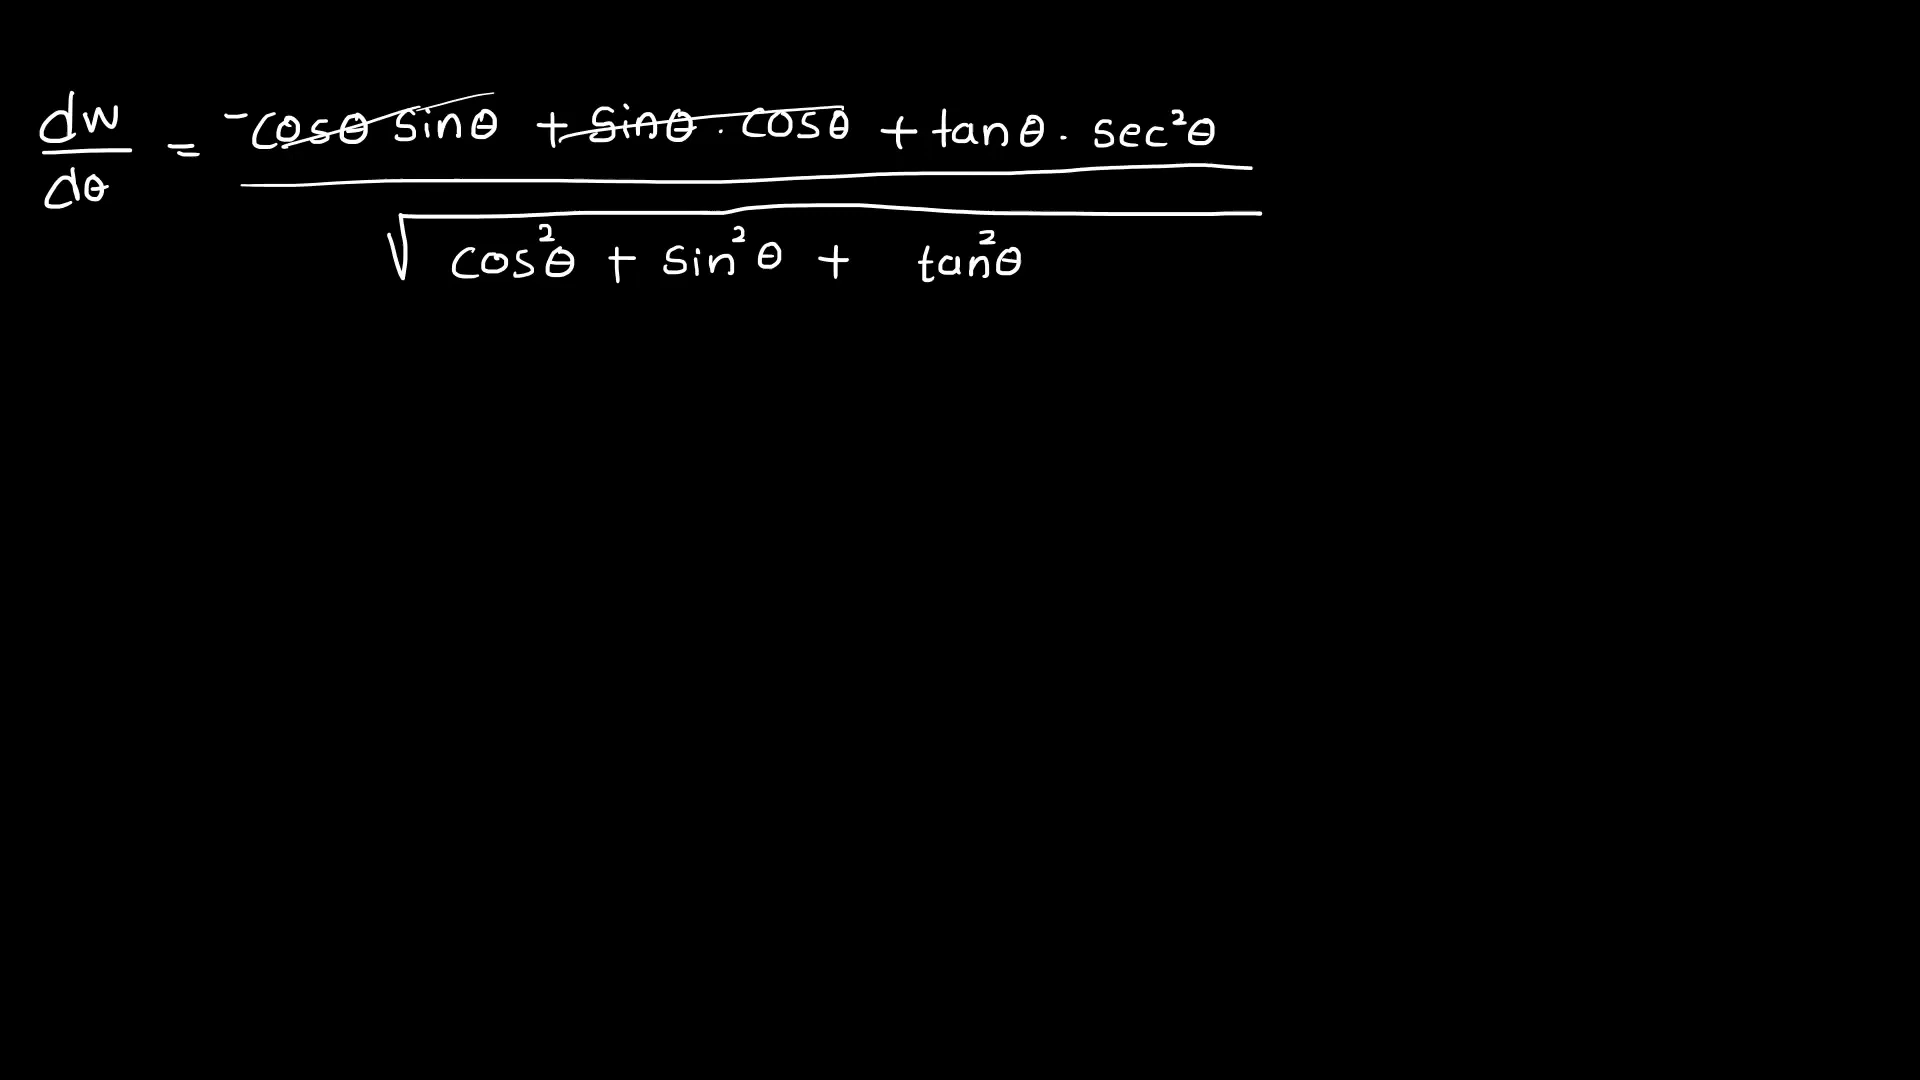 dw/dθ = (-cosθ sinθ + sinθ · cosθ + tanθ · sec²θ) / √(cos²θ + sin²θ + tan²θ)